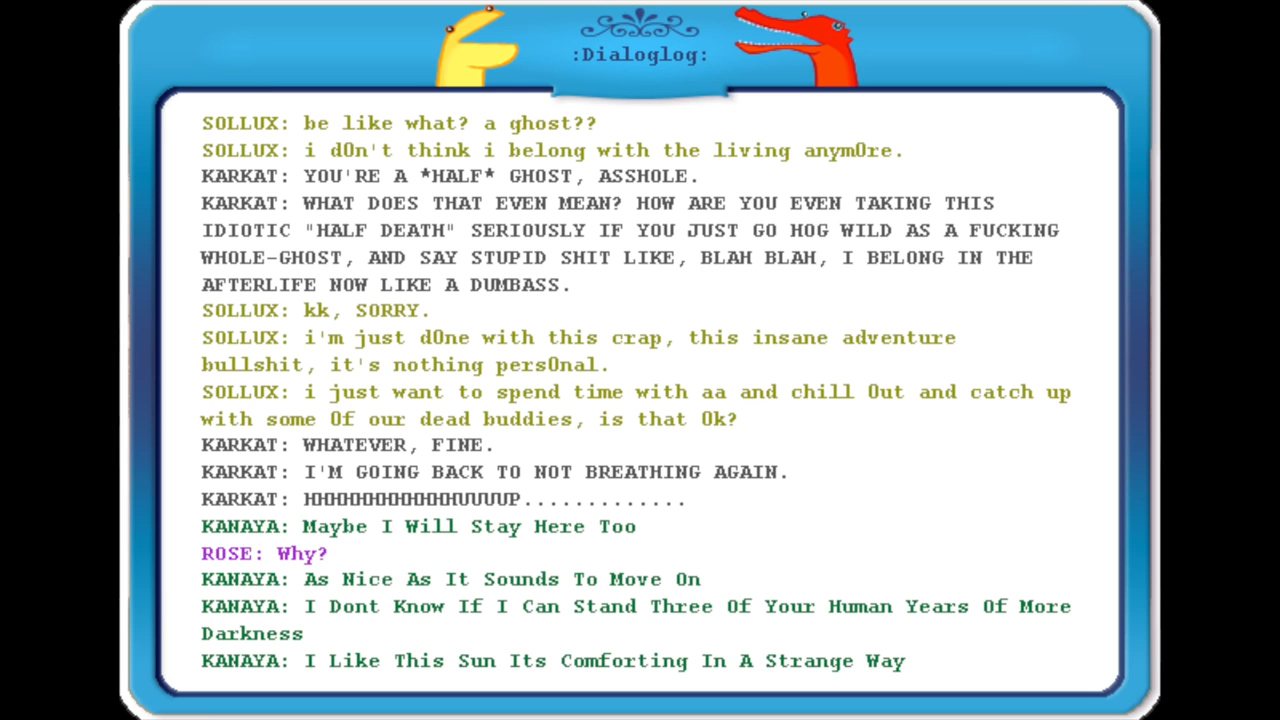 :Dialoglog:
SOLLUX: be like what? a ghost??
SOLLUX: i d0n't think i belong with the living anym0re.
KARKAT: YOU'RE A *HALF* GHOST, ASSHOLE.
KARKAT: WHAT DOES THAT EVEN MEAN? HOW ARE YOU EVEN TAKING THIS
IDIOTIC "HALF DEATH" SERIOUSLY IF YOU JUST GO HOG WILD AS A FUCKING
WHOLE-GHOST, AND SAY STUPID SHIT LIKE, BLAH BLAH, I BELONG IN THE
AFTERLIFE NOW LIKE A DUMBASS.
SOLLUX: kk, SORRY.
SOLLUX: i'm just d0ne with this crap, this insane adventure
bullshit, it's nothing pers0nal.
SOLLUX: i just want to spend time with aa and chill 0ut and catch up
with some 0f our dead buddies, is that 0k?
KARKAT: WHATEVER, FINE.
KARKAT: I'M GOING BACK TO NOT BREATHING AGAIN.
KARKAT: HHHHHHHHHHHHUUUUP.............
KANAYA: Maybe I Will Stay Here Too
ROSE: Why?
KANAYA: As Nice As It Sounds To Move On
KANAYA: I Dont Know If I Can Stand Three Of Your Human Years Of More
Darkness
KANAYA: I Like This Sun Its Comforting In A Strange Way